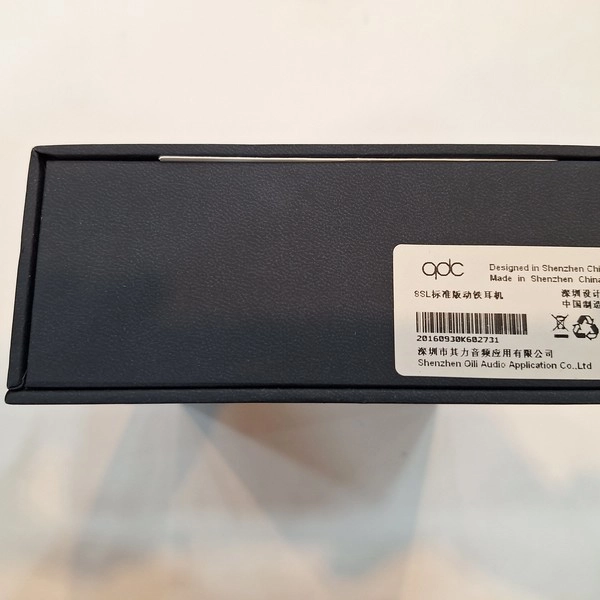 qdc
Designed in Shenzhen Chi
Made in Shenzhen China
8SL标准版动铁耳机
深圳设计
中国制造
20160930K602731
深圳市其力音频应用有限公司
Shenzhen Qili Audio Application Co.,Ltd